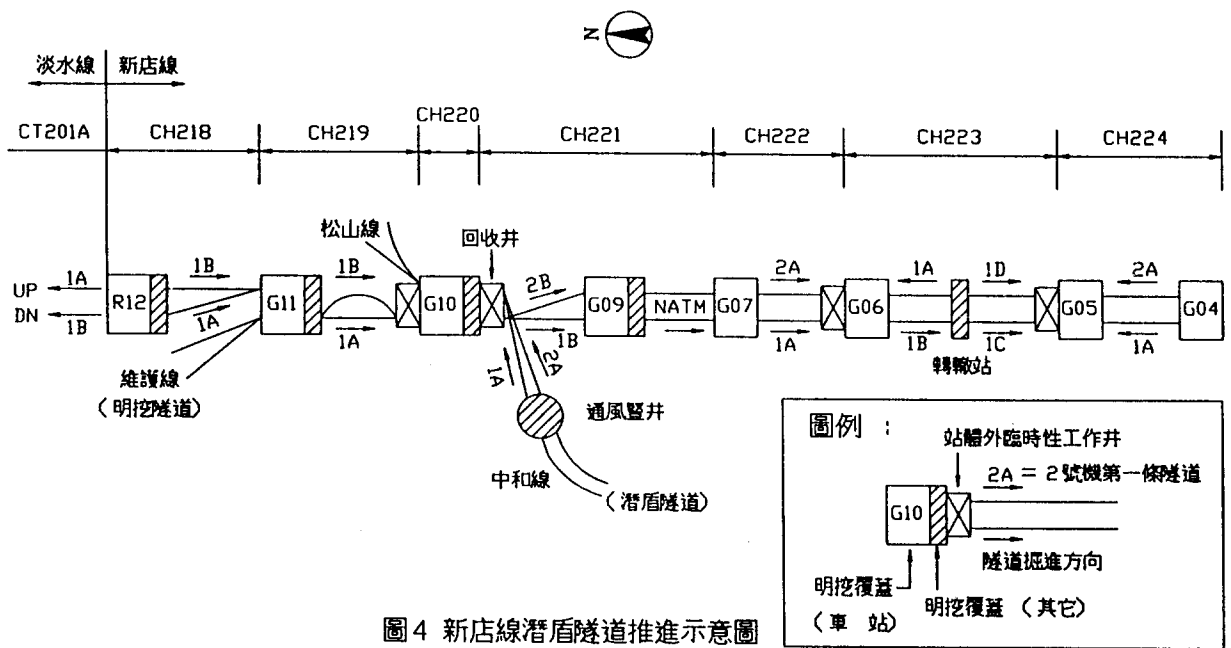 N
淡水線 新店線
CT201A CH218 CH219 CH220 CH221 CH222 CH223 CH224
松山線 回收井
UP 1A R12 1B G11 1B G10 2B G09 NATM G07 2A G06 1A 1D G05 2A G04
DN 1B 1A 1A 1B 1A 1B 1C 1A
轉轍站
維護線
(明挖隧道)
1A 2A
通風豎井
中和線
(潛盾隧道)
圖例:
站體外臨時性工作井
2A = 2號機第一條隧道
G10
隧道掘進方向
明挖覆蓋
(車 站)
明挖覆蓋 (其它)
圖4 新店線潛盾隧道推進示意圖